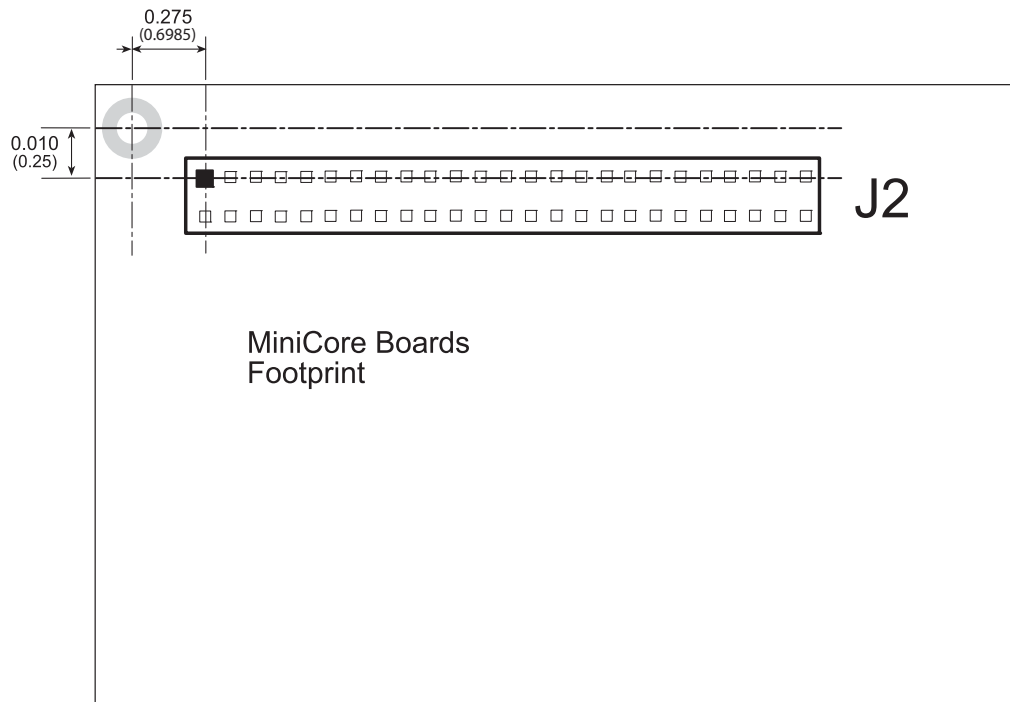 0.275
(0.6985)
0.010
(0.25)
J2
MiniCore Boards
Footprint